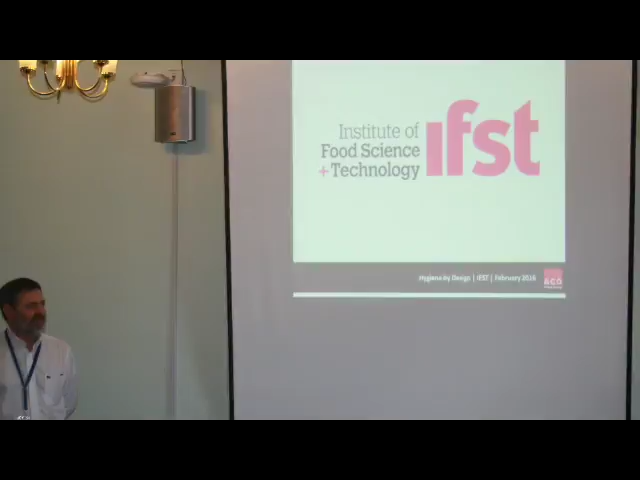 Institute of
Food Science
+ Technology
ifst
Hygiene by Design | IFST | February 2016